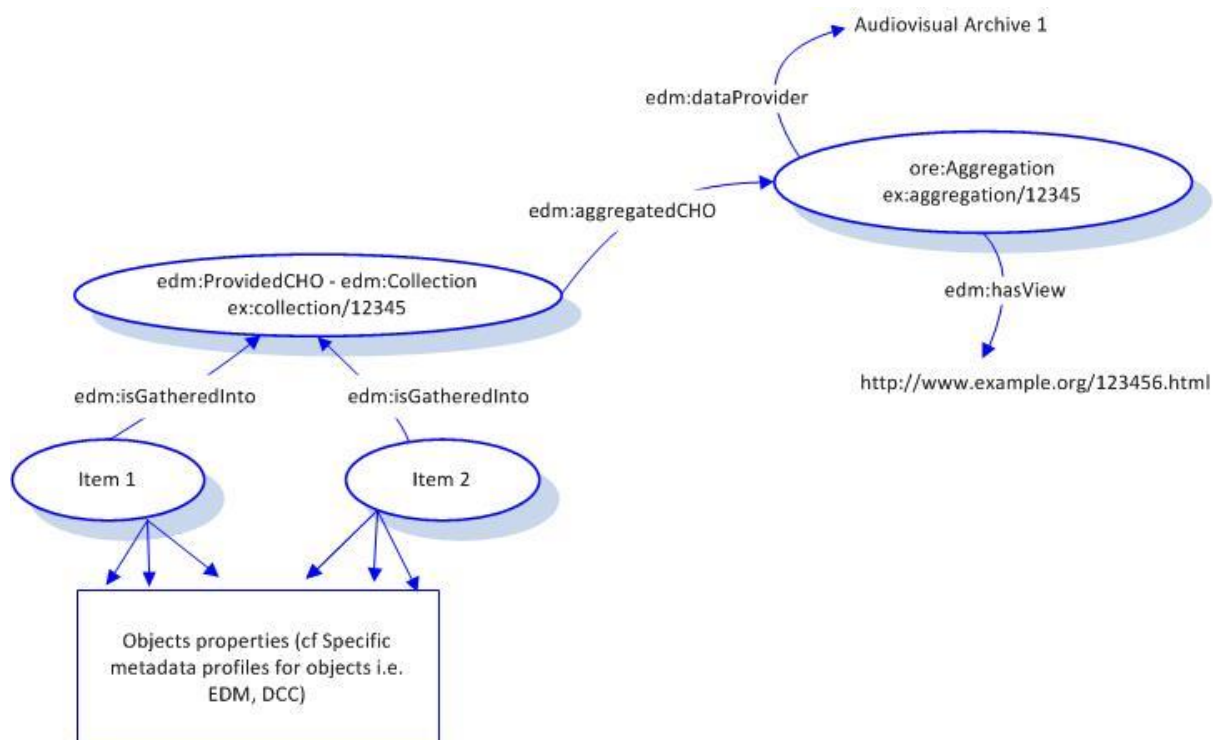 Audiovisual Archive 1
edm:dataProvider
ore:Aggregation
ex:aggregation/12345
edm:aggregatedCHO
edm:ProvidedCHO - edm:Collection
ex:collection/12345
edm:hasView
http://www.example.org/123456.html
edm:isGatheredInto
edm:isGatheredInto
Item 1
Item 2
Objects properties (cf Specific
metadata profiles for objects i.e.
EDM, DCC)